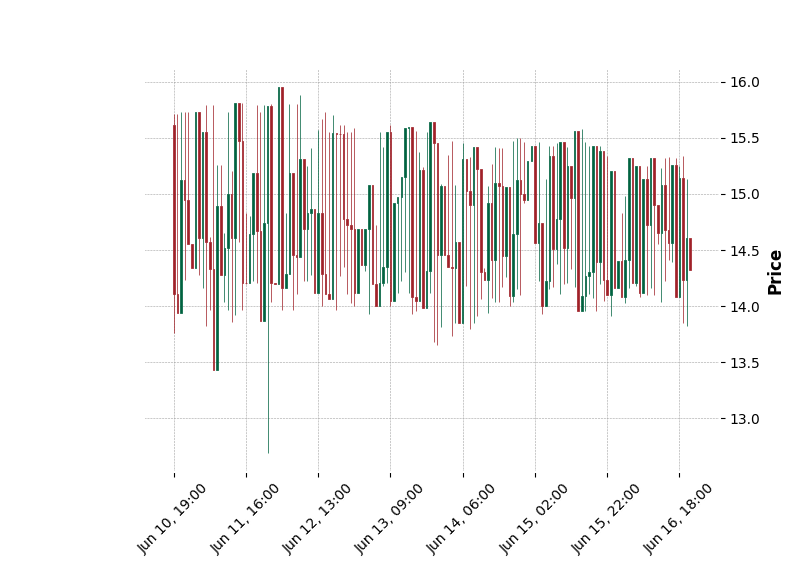 16.0
15.5
15.0
14.5
14.0
13.5
13.0
Price
Jun 10, 19:00
Jun 11, 16:00
Jun 12, 13:00
Jun 13, 09:00
Jun 14, 06:00
Jun 15, 02:00
Jun 15, 22:00
Jun 16, 18:00